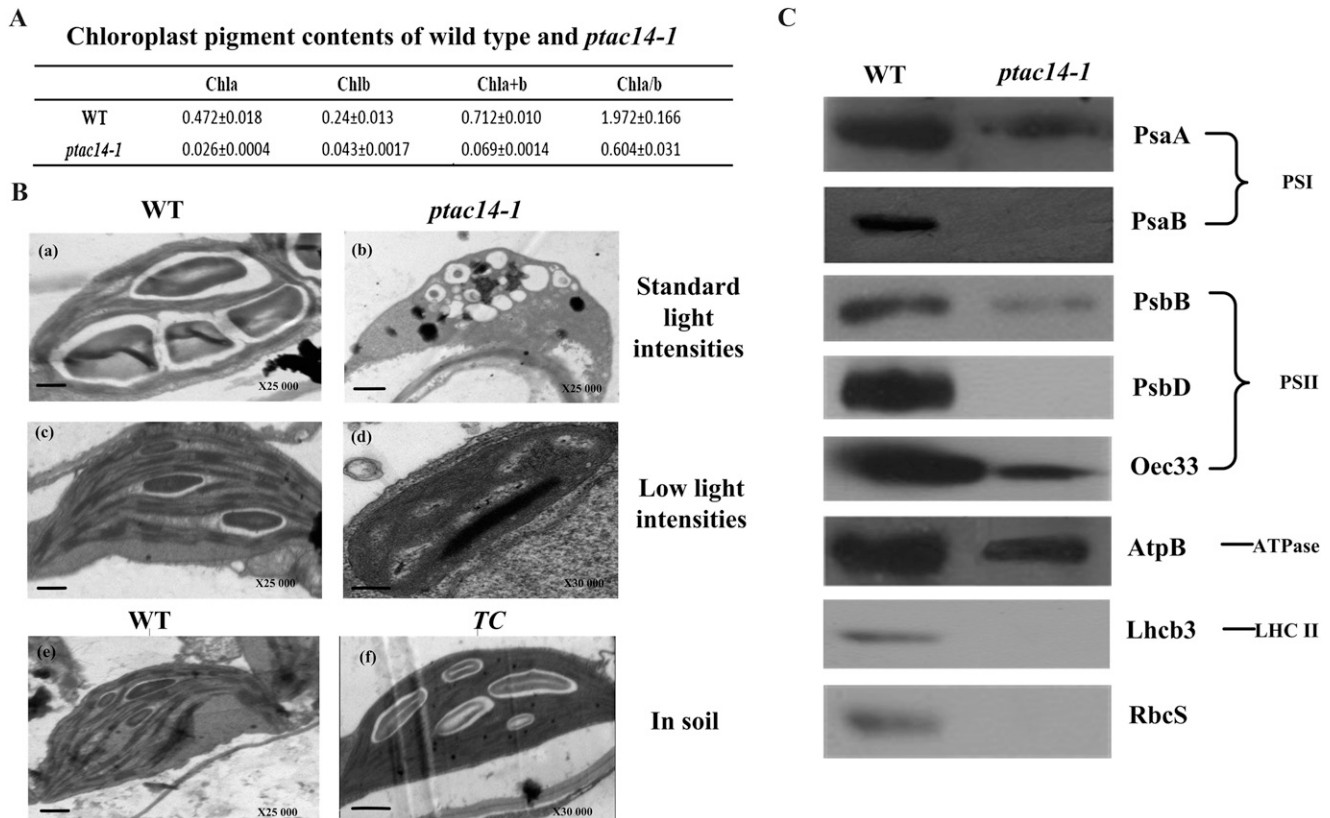 A
Chloroplast pigment contents of wild type and ptac14-1
Chla Chlb Chla+b Chla/b
WT 0.472±0.018 0.24±0.013 0.712±0.010 1.972±0.166
ptac14-1 0.026±0.0004 0.043±0.0017 0.069±0.0014 0.604±0.031
B
WT ptac14-1
(a) (b)
X25 000 X25 000
Standard
light
intensities
(c) (d)
X25 000 X30 000
Low light
intensities
WT TC
(e) (f)
X25 000 X30 000
In soil
C
WT ptac14-1
PsaA
PSI
PsaB
PsbB
PsbD
PSII
Oec33
AtpB ATPase
Lhcb3 LHC II
RbcS